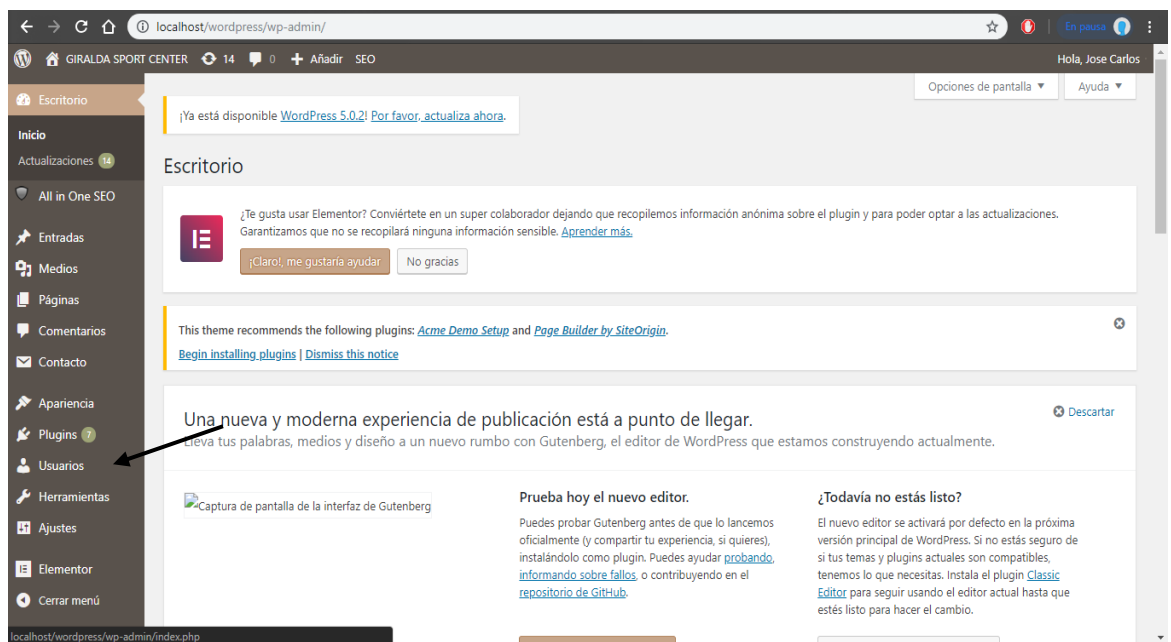 localhost/wordpress/wp-admin/
En pausa
GIRALDA SPORT CENTER 14 0 + Añadir SEO
Hola, Jose Carlos
Opciones de pantalla ▼
Ayuda ▼
Escritorio
Inicio
Actualizaciones 14
All in One SEO
Entradas
Medios
Páginas
Comentarios
Contacto
Apariencia
Plugins 7
Usuarios
Herramientas
Ajustes
Elementor
Cerrar menú
¡Ya está disponible WordPress 5.0.2! Por favor, actualiza ahora.
Escritorio
¿Te gusta usar Elementor? Conviértete en un super colaborador dejando que recopilemos información anónima sobre el plugin y para poder optar a las actualizaciones.
Garantizamos que no se recopilará ninguna información sensible. Aprender más.
¡Claro!, me gustaría ayudar
No gracias
This theme recommends the following plugins: Acme Demo Setup and Page Builder by SiteOrigin.
Begin installing plugins | Dismiss this notice
Una nueva y moderna experiencia de publicación está a punto de llegar.
Descartar
Lleva tus palabras, medios y diseño a un nuevo rumbo con Gutenberg, el editor de WordPress que estamos construyendo actualmente.
Captura de pantalla de la interfaz de Gutenberg
Prueba hoy el nuevo editor.
Puedes probar Gutenberg antes de que lo lancemos
oficialmente (y compartir tu experiencia, si quieres),
instalándolo como plugin. Puedes ayudar probando,
informando sobre fallos, o contribuyendo en el
repositorio de GitHub.
¿Todavía no estás listo?
El nuevo editor se activará por defecto en la próxima
versión principal de WordPress. Si no estás seguro de
si tus temas y plugins actuales son compatibles,
tenemos lo que necesitas. Instala el plugin Classic
Editor para seguir usando el editor actual hasta que
estés listo para hacer el cambio.
localhost/wordpress/wp-admin/index.php